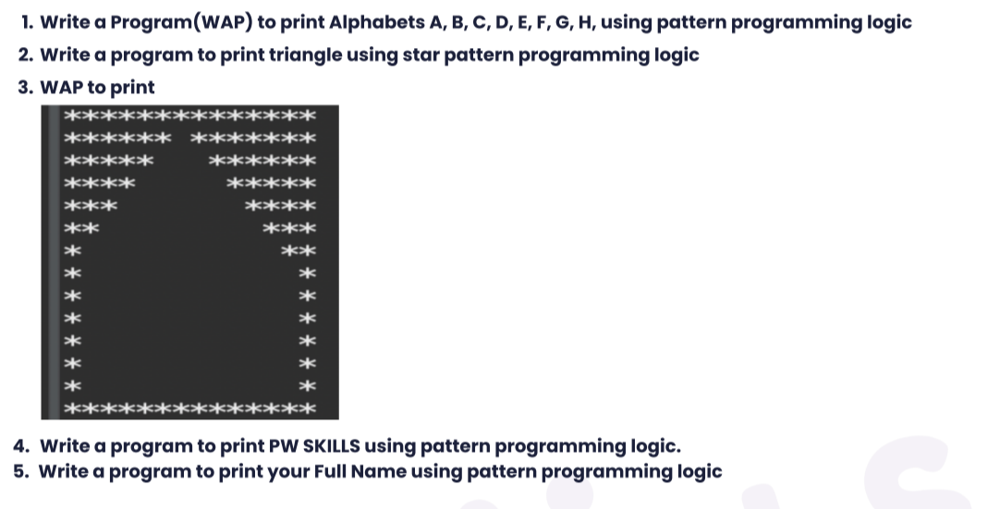 1. Write a Program(WAP) to print Alphabets A, B, C, D, E, F, G, H, using pattern programming logic
2. Write a program to print triangle using star pattern programming logic
3. WAP to print
**************
****** *******
*****   ******
****     *****
***       ****
**         ***
*           **
*            *
*            *
*            *
*            *
*            *
*            *
**************
4. Write a program to print PW SKILLS using pattern programming logic.
5. Write a program to print your Full Name using pattern programming logic